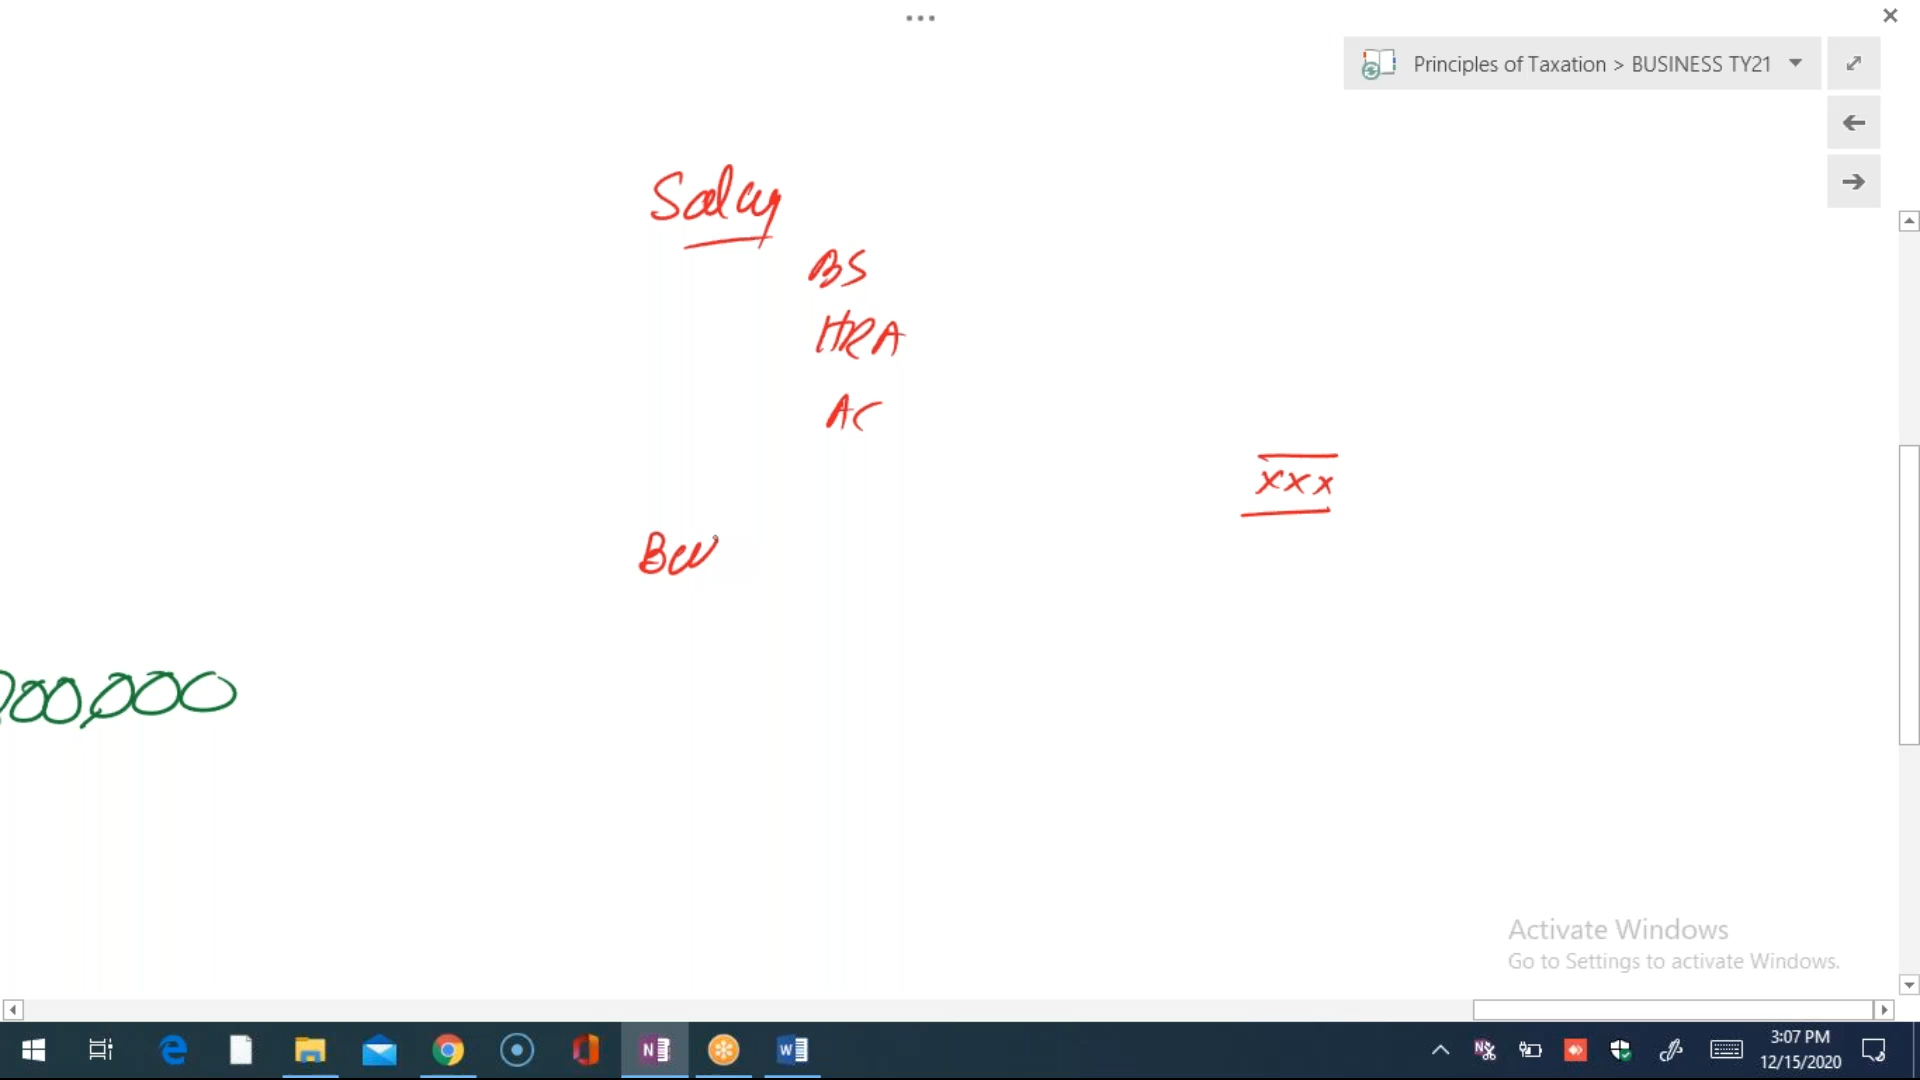 Principles of Taxation > BUSINESS TY21
Salary
BS
HRA
AC
xxx
Bu
00,000
Activate Windows
Go to Settings to activate Windows.
3:07 PM
12/15/2020